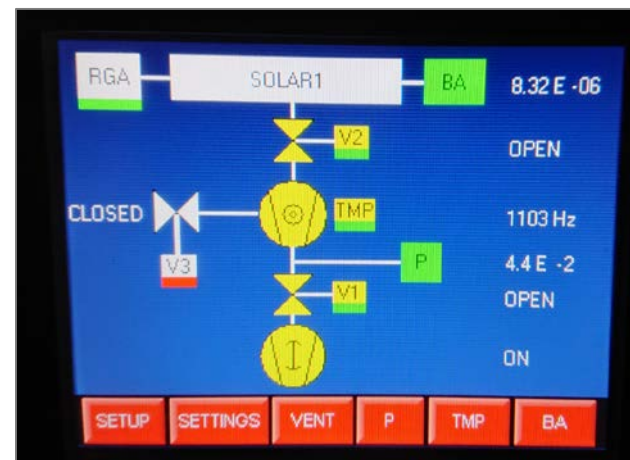 RGA SOLAR1 BA 8.32 E -06
V2 OPEN
CLOSED TMP 1103 Hz
V3 P 4.4 E -2
V1 OPEN
ON
SETUP SETTINGS VENT P TMP BA